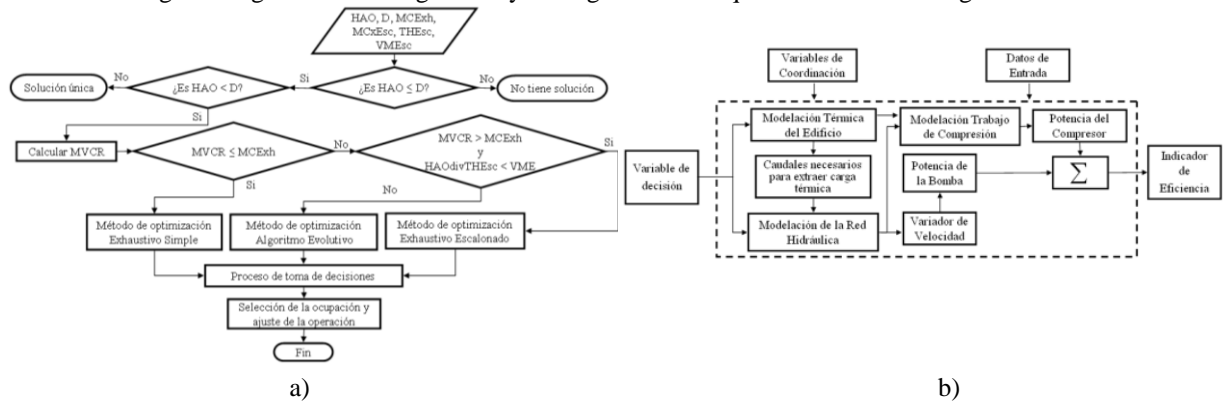 HAO, D, MCExh,
MCxEsc, THEsc,
VMEsc
¿Es HAO ≤ D?
Si
No
No tiene solución
¿Es HAO < D?
No
Solución única
Si
Calcular MVCR
MVCR ≤ MCExh
No
Si
MVCR > MCExh
y
HAOdivTHEsc < VME
Si
No
Método de optimización
Exhaustivo Simple
Método de optimización
Algoritmo Evolutivo
Método de optimización
Exhaustivo Escalonado
Proceso de toma de decisiones
Selección de la ocupación y
ajuste de la operación
Fin
a)
Variables de
Coordinación
Datos de
Entrada
Variable de
decisión
Modelación Térmica
del Edificio
Caudales necesarios
para extraer carga
térmica
Modelación de la Red
Hidráulica
Modelación Trabajo
de Compresión
Potencia del
Compresor
Potencia de
la Bomba
Variador de
Velocidad
Σ
Indicador
de
Eficiencia
b)